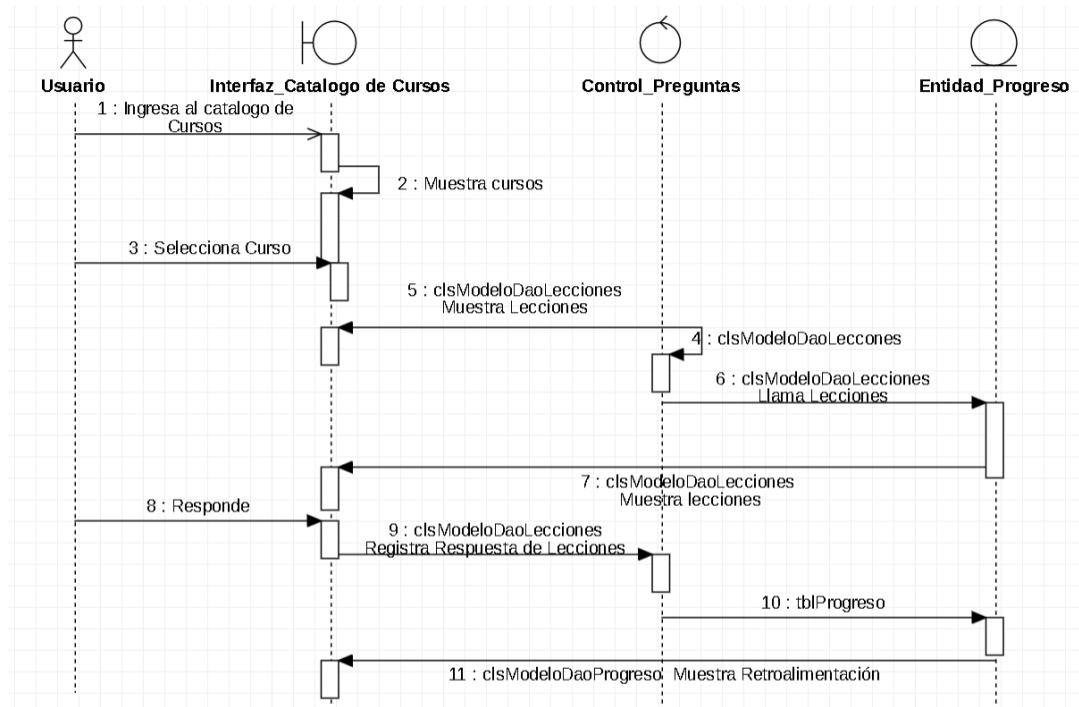 Usuario
Interfaz_Catalogo de Cursos
Control_Preguntas
Entidad_Progreso
1 : Ingresa al catalogo de
Cursos
2 : Muestra cursos
3 : Selecciona Curso
5 : clsModeloDaoLecciones
Muestra Lecciones
4 : clsModeloDaoLeccones
6 : clsModeloDaoLecciones
Llama Lecciones
7 : clsModeloDaoLecciones
Muestra lecciones
8 : Responde
9 : clsModeloDaoLecciones
Registra Respuesta de Lecciones
10 : tblProgreso
11 : clsModeloDaoProgreso Muestra Retroalimentación